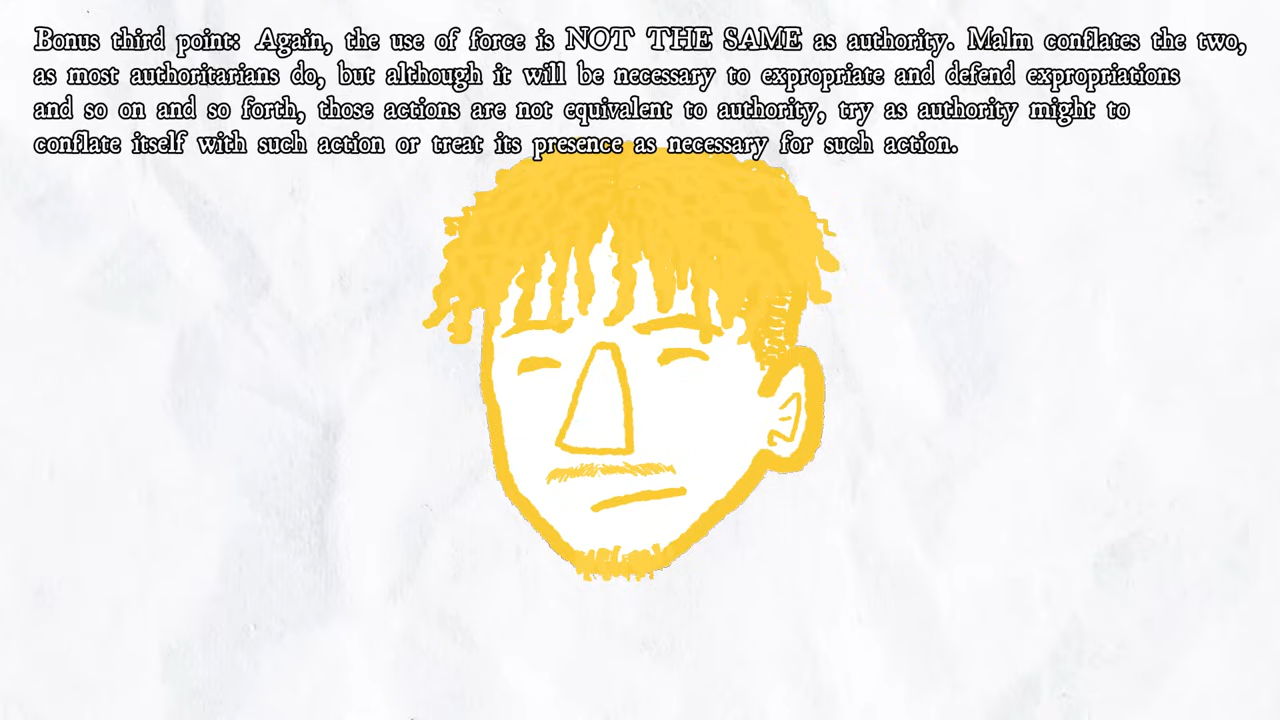 Bonus third point: Again, the use of force is NOT THE SAME as authority. Malm conflates the two,
as most authoritarians do, but although it will be necessary to expropriate and defend expropriations
and so on and so forth, those actions are not equivalent to authority, try as authority might to
conflate itself with such action or treat its presence as necessary for such action.